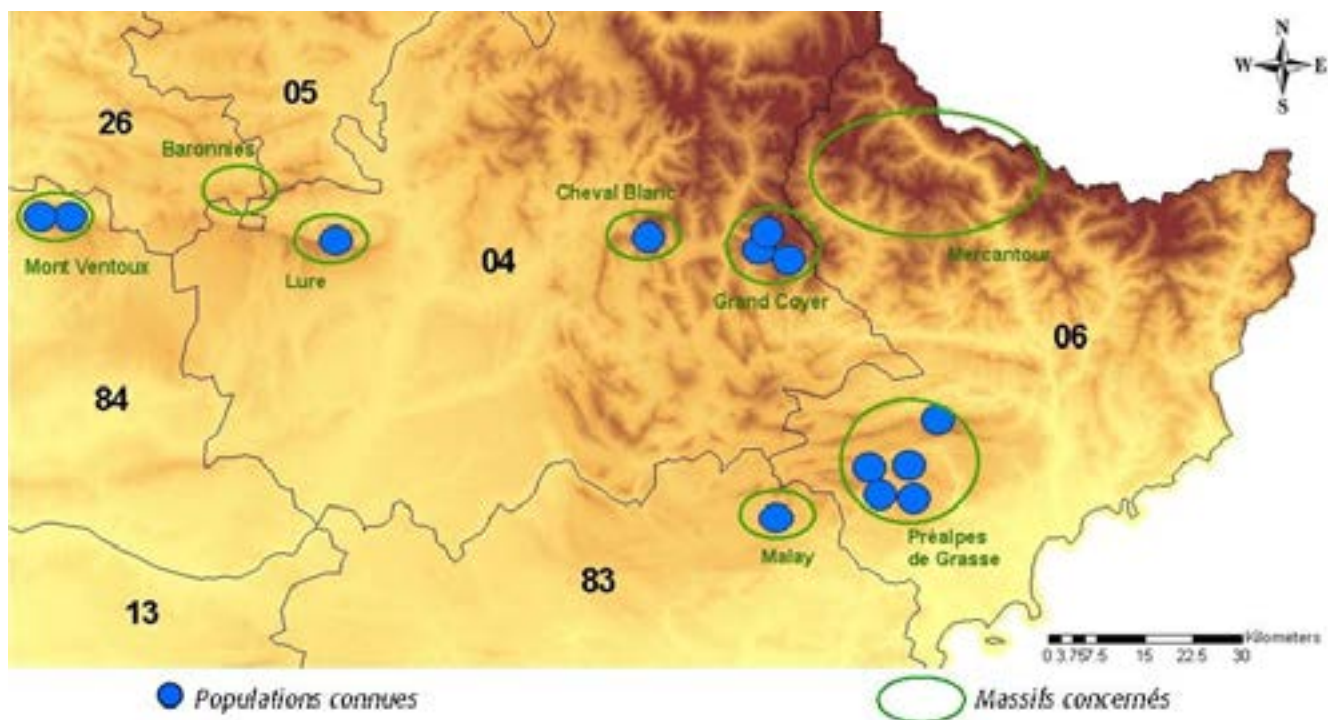 N
W E
S
05
26
Baronnies
Cheval Blanc
Mont Ventoux
Lure
04
Grand Coyer
Mercantour
06
84
Malay
Préalpes
de Grasse
83
13
Kilometers
0 3.75 7.5 15 22.5 30
Populations connues
Massifs concernés